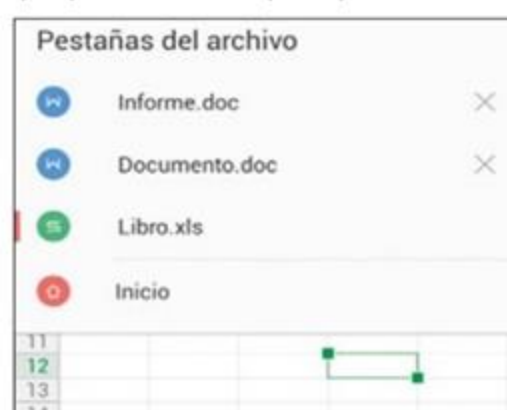 Pestañas del archivo
W Informe.doc
W Documento.doc
S Libro.xls
Inicio
11
12
13